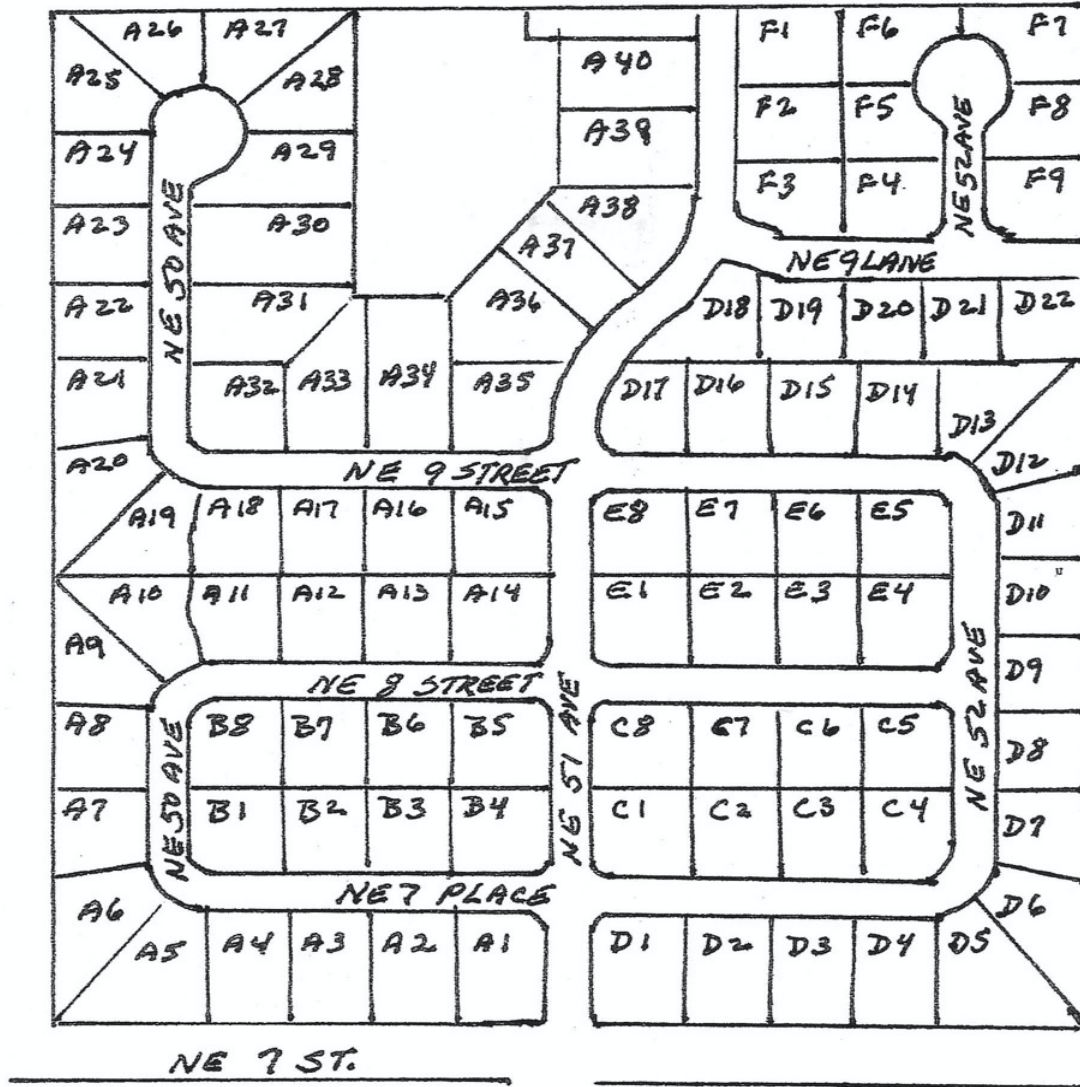 A26 A27 F1 F6 F7
A25 A28 A40
F2 F5 F8
A24 A29 A39
F3 F4 F9
A23 A30 A38
NE 50 AVE
NE 52 AVE
A37
NE 9 LANE
A22 A31 A36 D18 D19 D20 D21 D22
A21 A32 A33 A34 A35 D17 D16 D15 D14
D13
A20 NE 9 STREET D12
A19 A18 A17 A16 A15 E8 E7 E6 E5 D11
A10 A11 A12 A13 A14 E1 E2 E3 E4 D10
A9 D9
NE 8 STREET
A8 B8 B7 B6 B5 C8 C7 C6 C5 D8
NE 50 AVE
NE 51 AVE
NE 52 AVE
A7 B1 B2 B3 B4 C1 C2 C3 C4 D7
NE 7 PLACE
A6 D6
A5 A4 A3 A2 A1 D1 D2 D3 D4 D5
NE 7 ST.